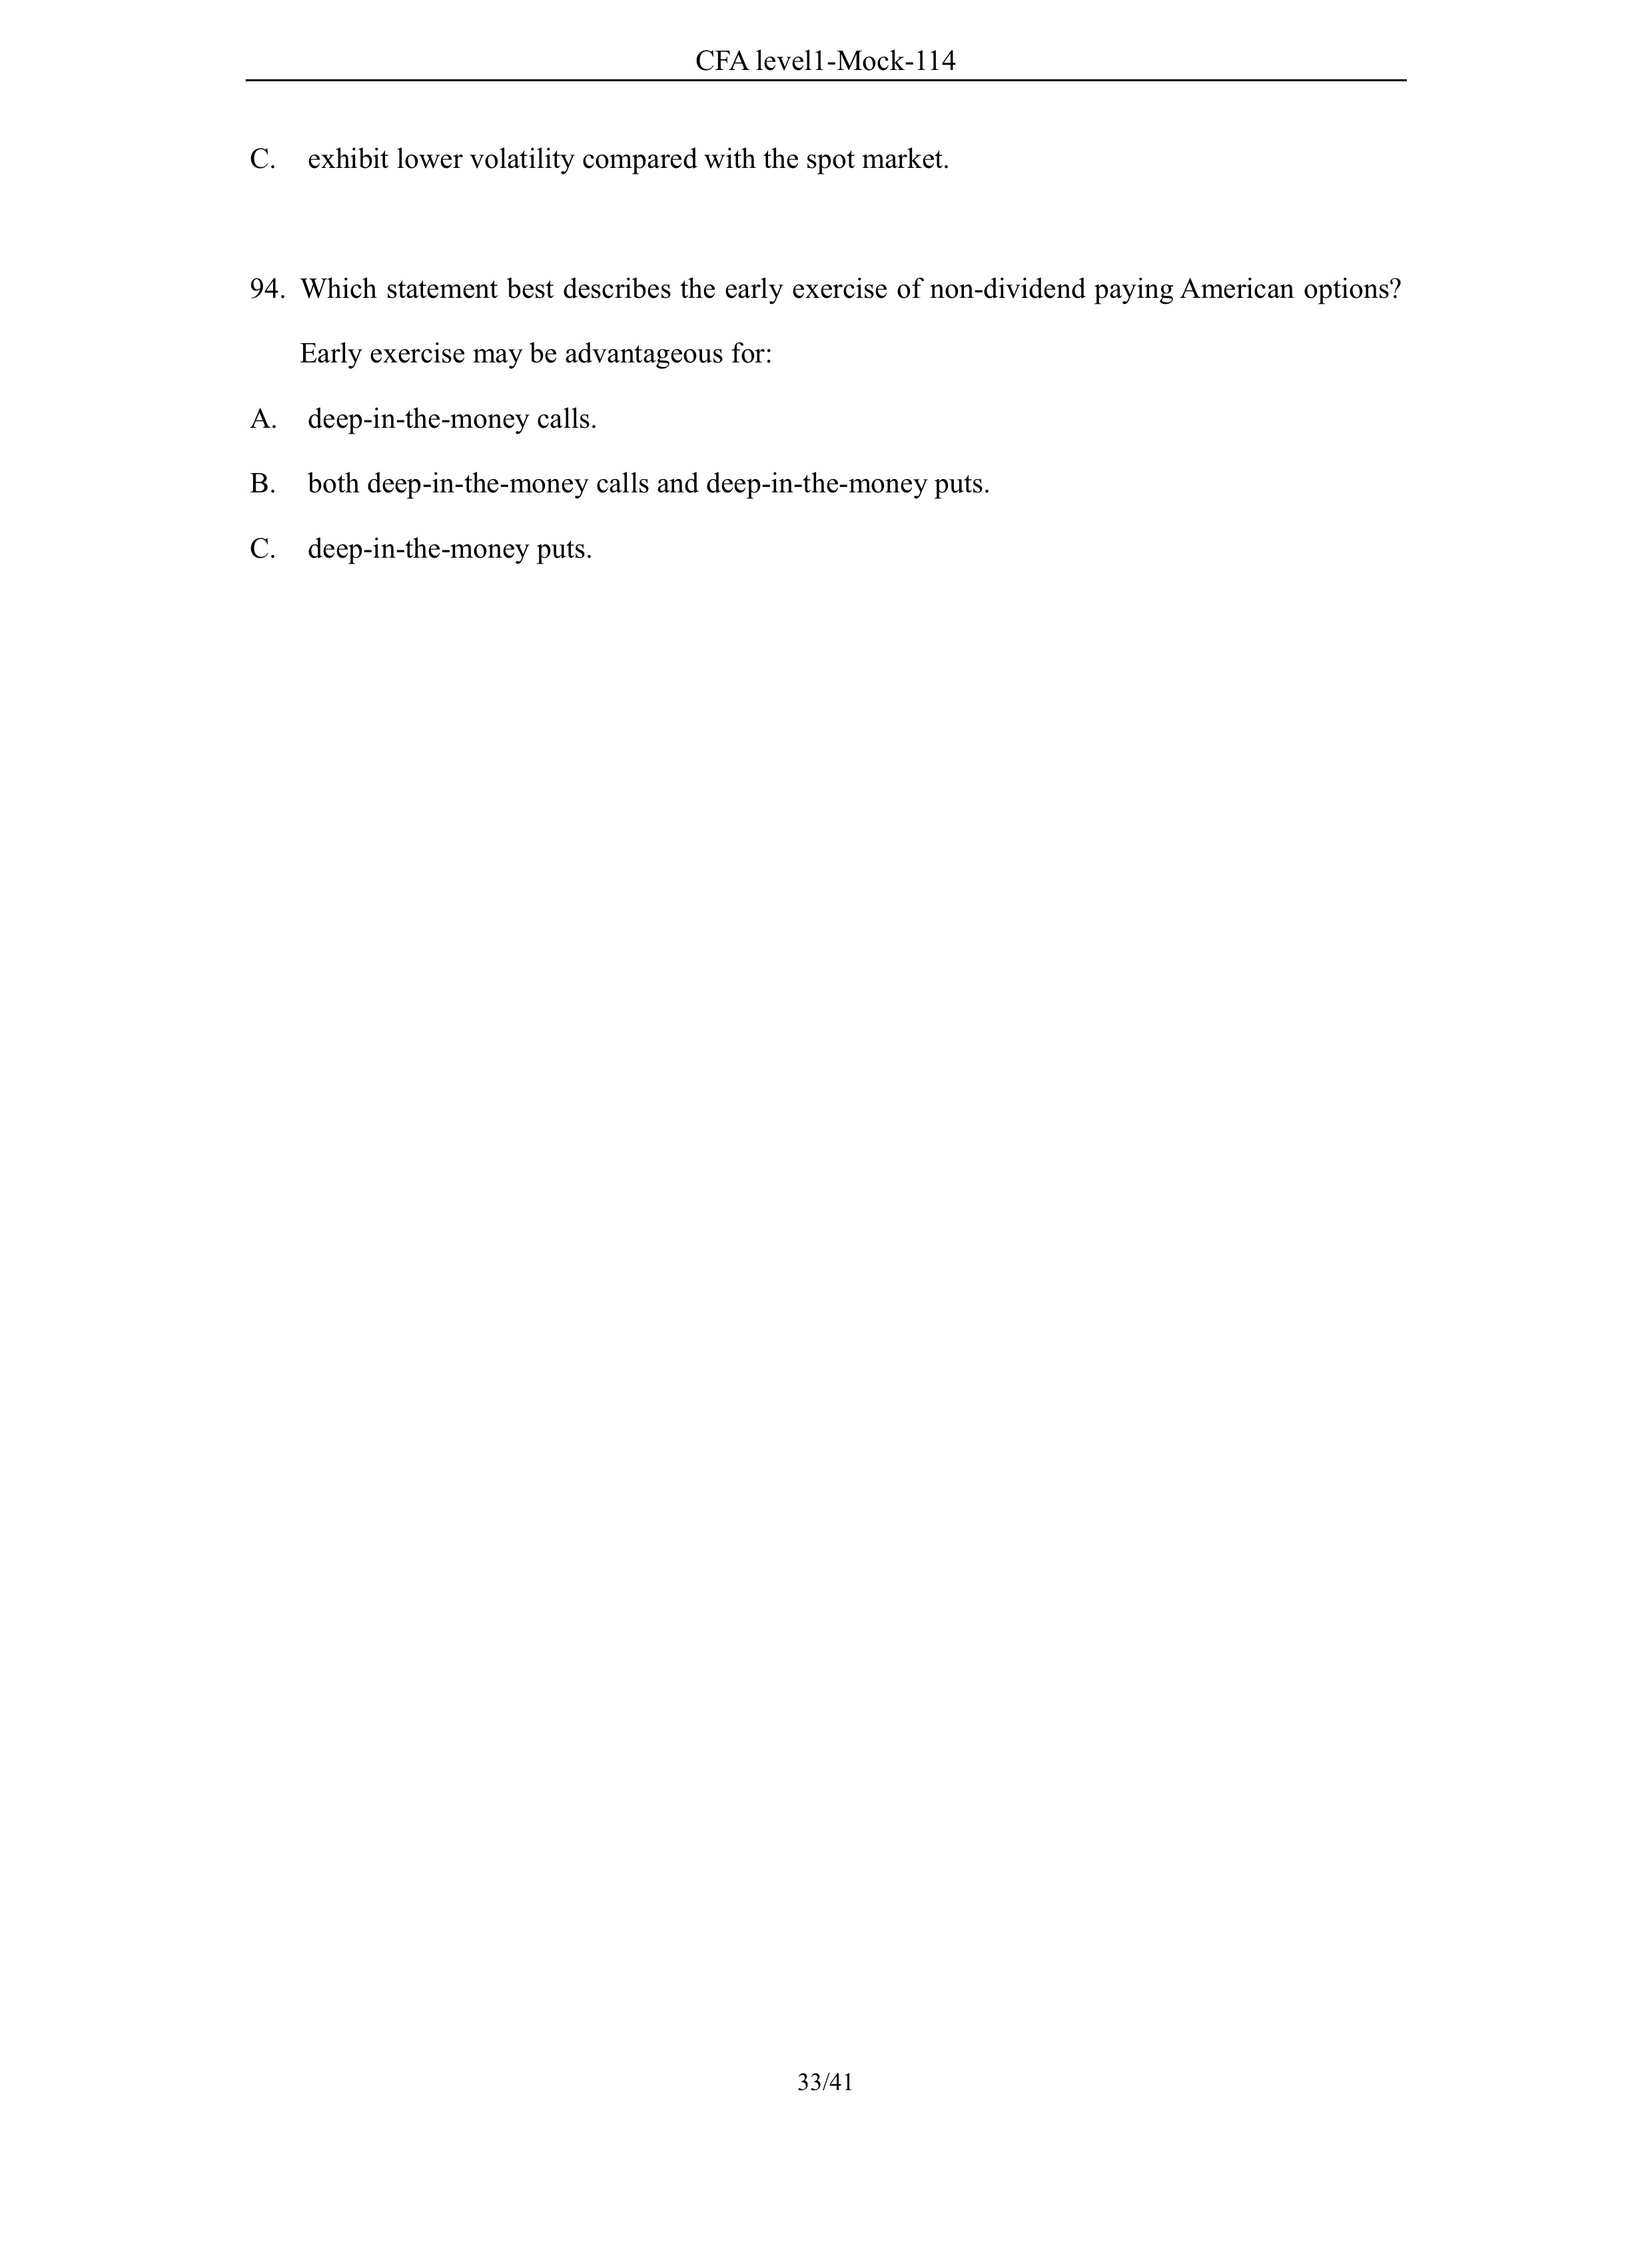 CFA level1-Mock-114
C. exhibit lower volatility compared with the spot market.
94. Which statement best describes the early exercise of non-dividend paying American options?
Early exercise may be advantageous for:
A. deep-in-the-money calls.
B. both deep-in-the-money calls and deep-in-the-money puts.
C. deep-in-the-money puts.
33/41